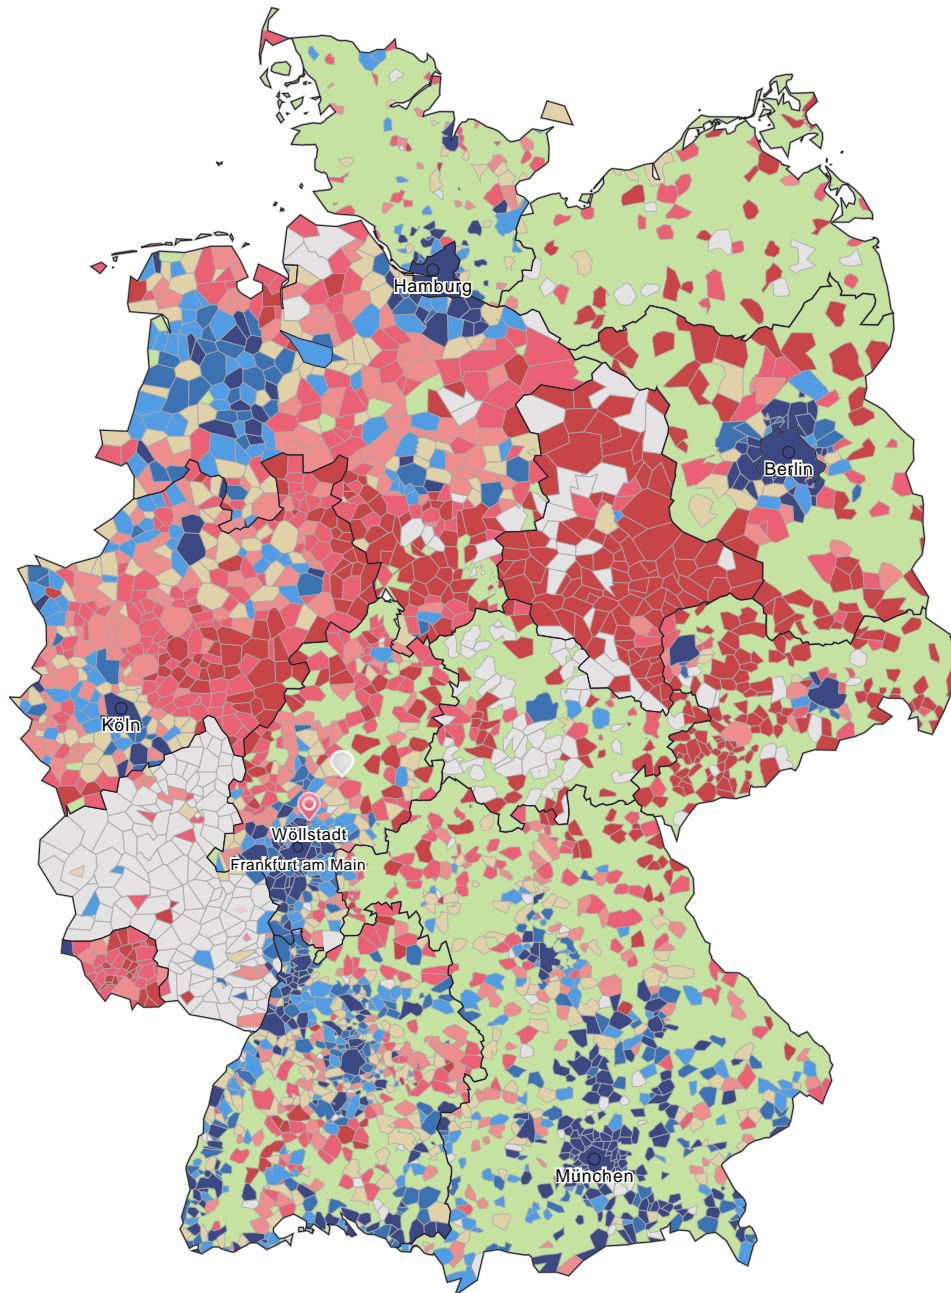 Hamburg
Berlin
Köln
Wöllstadt
Frankfurt am Main
München